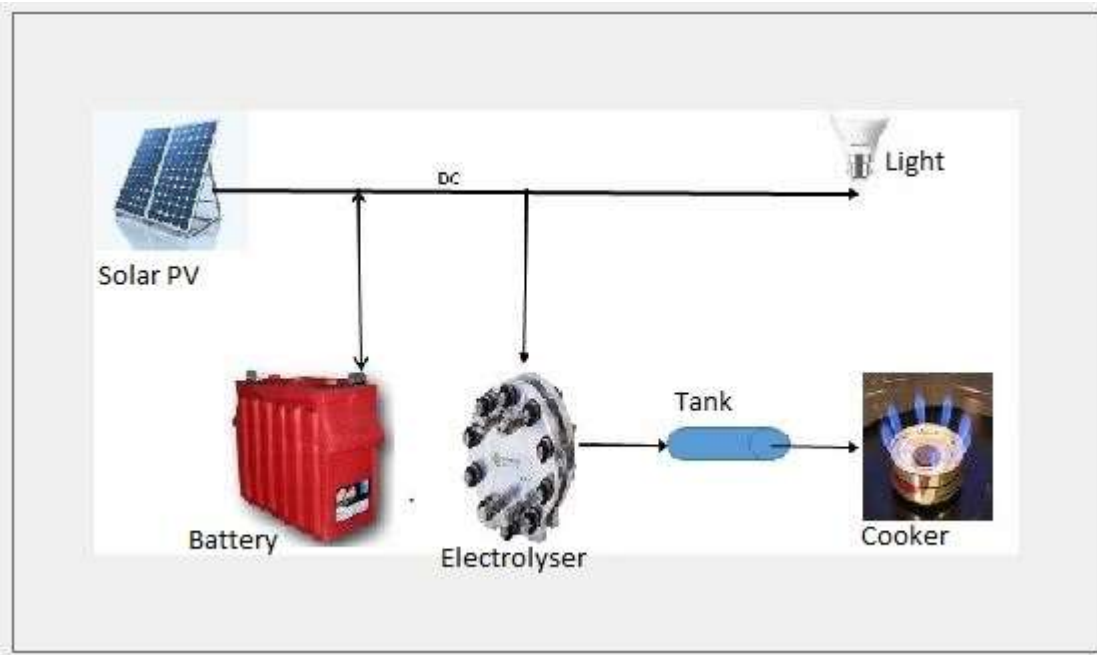 DC
Light
Solar PV
Tank
Battery
Electrolyser
Cooker